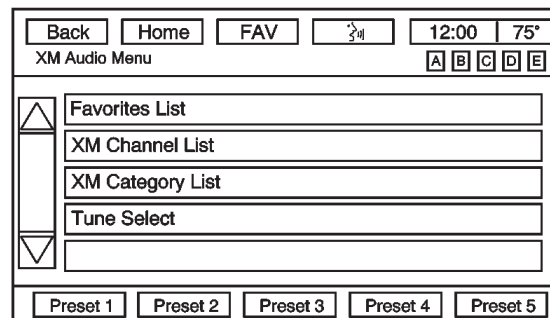 Back Home FAV 12:00 75°
XM Audio Menu A B C D E
Favorites List
XM Channel List
XM Category List
Tune Select
Preset 1 Preset 2 Preset 3 Preset 4 Preset 5